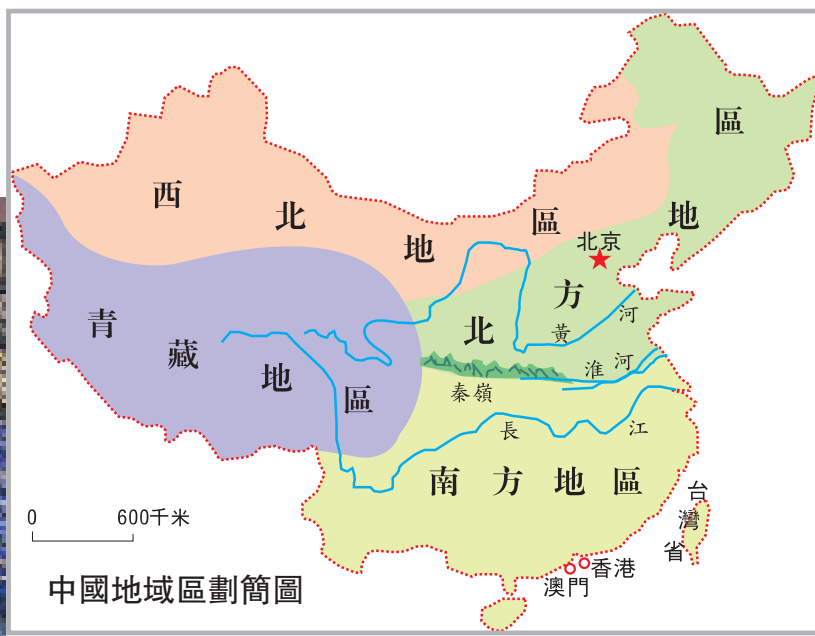 西北地區
北方地區
北京
青藏地區
黃河
淮河
秦嶺
長江
南方地區
台灣省
香港
澳門
0 600千米
中國地域區劃簡圖